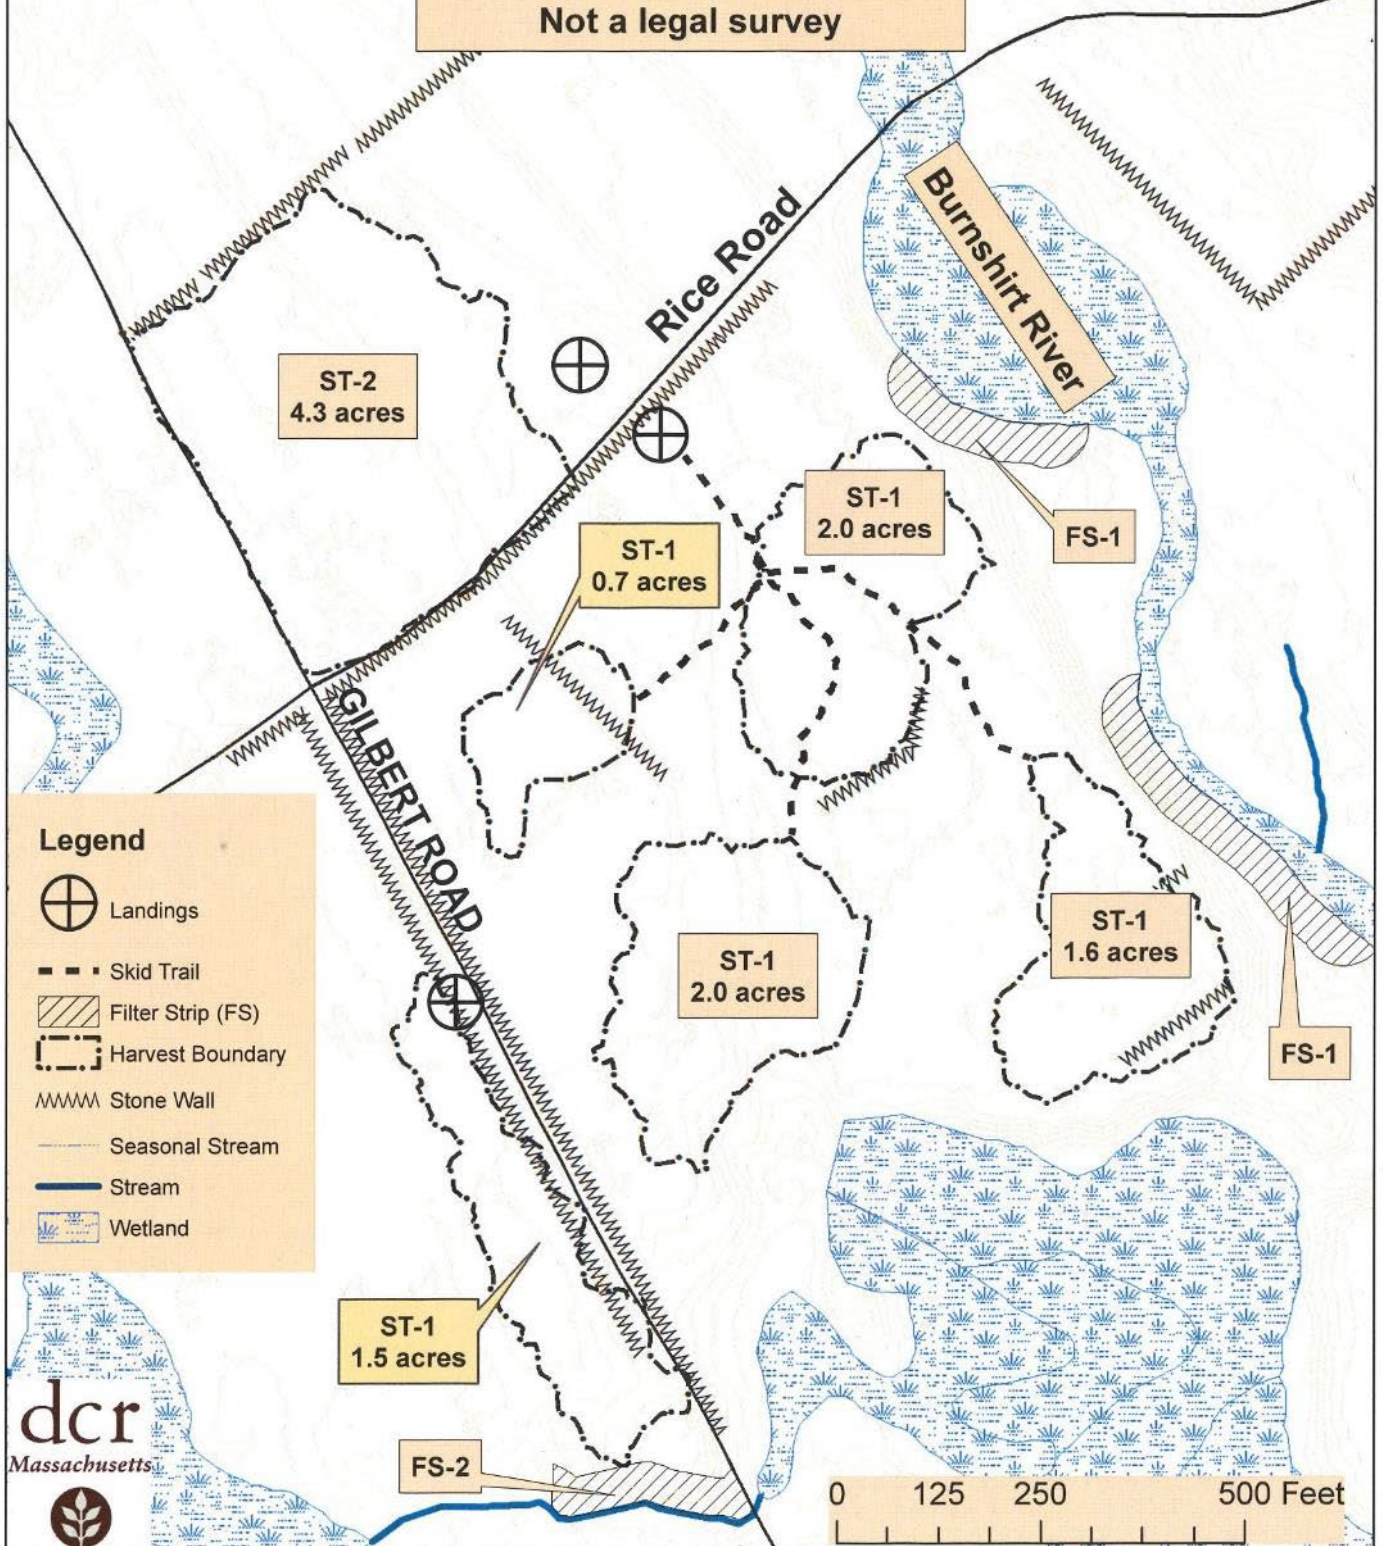 Not a legal survey
Burnshirt River
Rice Road
ST-2
4.3 acres
ST-1
2.0 acres
FS-1
ST-1
0.7 acres
GILBERT ROAD
Legend
Landings
Skid Trail
Filter Strip (FS)
Harvest Boundary
Stone Wall
Seasonal Stream
Stream
Wetland
ST-1
2.0 acres
ST-1
1.6 acres
FS-1
ST-1
1.5 acres
FS-2
dcr
Massachusetts
0 125 250 500 Feet